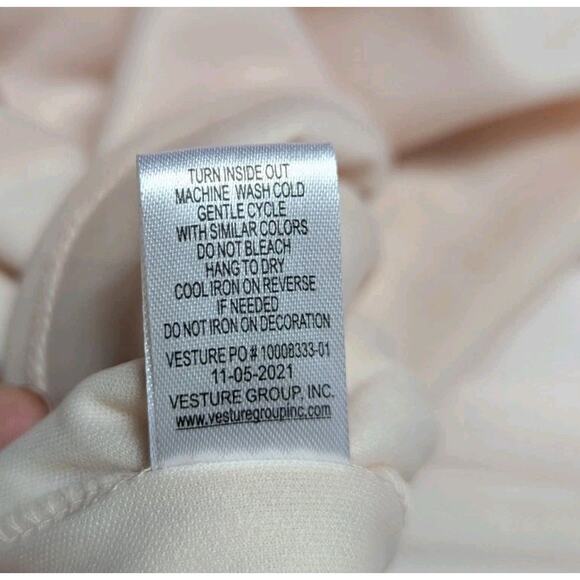 TURN INSIDE OUT
MACHINE WASH COLD
GENTLE CYCLE
WITH SIMILAR COLORS
DO NOT BLEACH
HANG TO DRY
COOL IRON ON REVERSE
IF NEEDED
DO NOT IRON ON DECORATION
VESTURE PO # 10008333-01
11-05-2021
VESTURE GROUP, INC.
www.vesturegroupinc.com